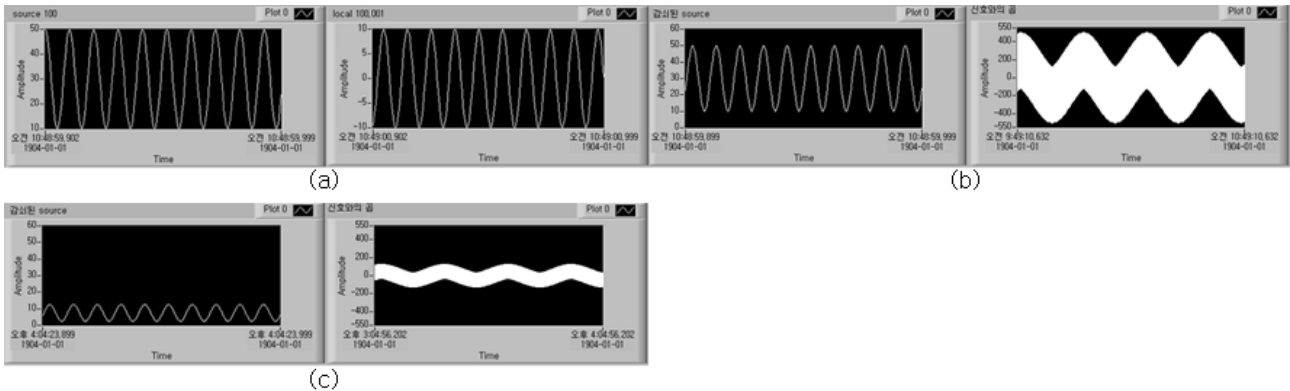 source 100
Plot 0
50-
40-
30-
20-
10-
Amplitude
오전 10:48:59,902
1904-01-01
오전 10:48:59,999
1904-01-01
Time
local 100,001
Plot 0
10-
5-
0-
-5-
-10-
Amplitude
오전 10:49:00,902
1904-01-01
오전 10:49:00,999
1904-01-01
Time
(a)
감쇠된 source
Plot 0
60-
40-
20-
0-
Amplitude
오전 10:48:59,899
1904-01-01
오전 10:48:59,999
1904-01-01
Time
신호와의 곱
Plot 0
550-
400-
200-
0-
-200-
-400-
-550-
Amplitude
오전 9:49:10,632
1904-01-01
오전 10:49:10,632
1904-01-01
Time
(b)
감쇠된 source
Plot 0
60-
50-
40-
30-
20-
10-
0-
Amplitude
오후 4:04:23,899
1904-01-01
오후 4:04:23,999
1904-01-01
Time
신호와의 곱
Plot 0
550-
400-
200-
0-
-200-
-400-
-550-
Amplitude
오후 3:04:56,202
1904-01-01
오후 4:04:56,202
1904-01-01
Time
(c)